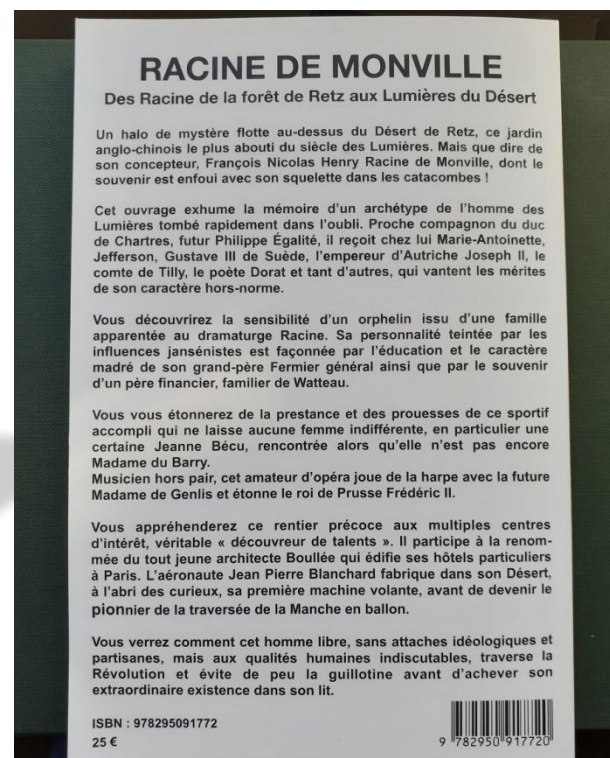 RACINE DE MONVILLE
Des Racine de la forêt de Retz aux Lumières du Désert
Un halo de mystère flotte au-dessus du Désert de Retz, ce jardin
anglo-chinois le plus abouti du siècle des Lumières. Mais que dire de
son concepteur, François Nicolas Henry Racine de Monville, dont le
souvenir est enfoui avec son squelette dans les catacombes !
Cet ouvrage exhume la mémoire d'un archétype de l'homme des
Lumières tombé rapidement dans l'oubli. Proche compagnon du duc
de Chartres, futur Philippe Égalité, il reçoit chez lui Marie-Antoinette,
Jefferson, Gustave III de Suède, l'empereur d'Autriche Joseph II, le
comte de Tilly, le poète Dorat et tant d'autres, qui vantent les mérites
de son caractère hors-norme.
Vous découvrirez la sensibilité d'un orphelin issu d'une famille
apparentée au dramaturge Racine. Sa personnalité teintée par les
influences jansénistes est façonnée par l'éducation et le caractère
madré de son grand-père Fermier général ainsi que par le souvenir
d'un père financier, familier de Watteau.
Vous vous étonnerez de la prestance et des prouesses de ce sportif
accompli qui ne laisse aucune femme indifférente, en particulier une
certaine Jeanne Bécu, rencontrée alors qu'elle n'est pas encore
Madame du Barry.
Musicien hors pair, cet amateur d'opéra joue de la harpe avec la future
Madame de Genlis et étonne le roi de Prusse Frédéric II.
Vous appréhenderez ce rentier précoce aux multiples centres
d'intérêt, véritable « découvreur de talents ». Il participe à la renom-
mée du tout jeune architecte Boullée qui édifie ses hôtels particuliers
à Paris. L'aéronaute Jean Pierre Blanchard fabrique dans son Désert,
à l'abri des curieux, sa première machine volante, avant de devenir le
pionnier de la traversée de la Manche en ballon.
Vous verrez comment cet homme libre, sans attaches idéologiques et
partisanes, mais aux qualités humaines indiscutables, traverse la
Révolution et évite de peu la guillotine avant d'achever son
extraordinaire existence dans son lit.
ISBN : 978295091772
25 €
9 782950 917720